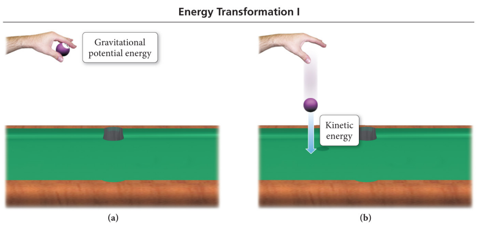 Energy Transformation I
Gravitational
potential energy
Kinetic
energy
(a)
(b)